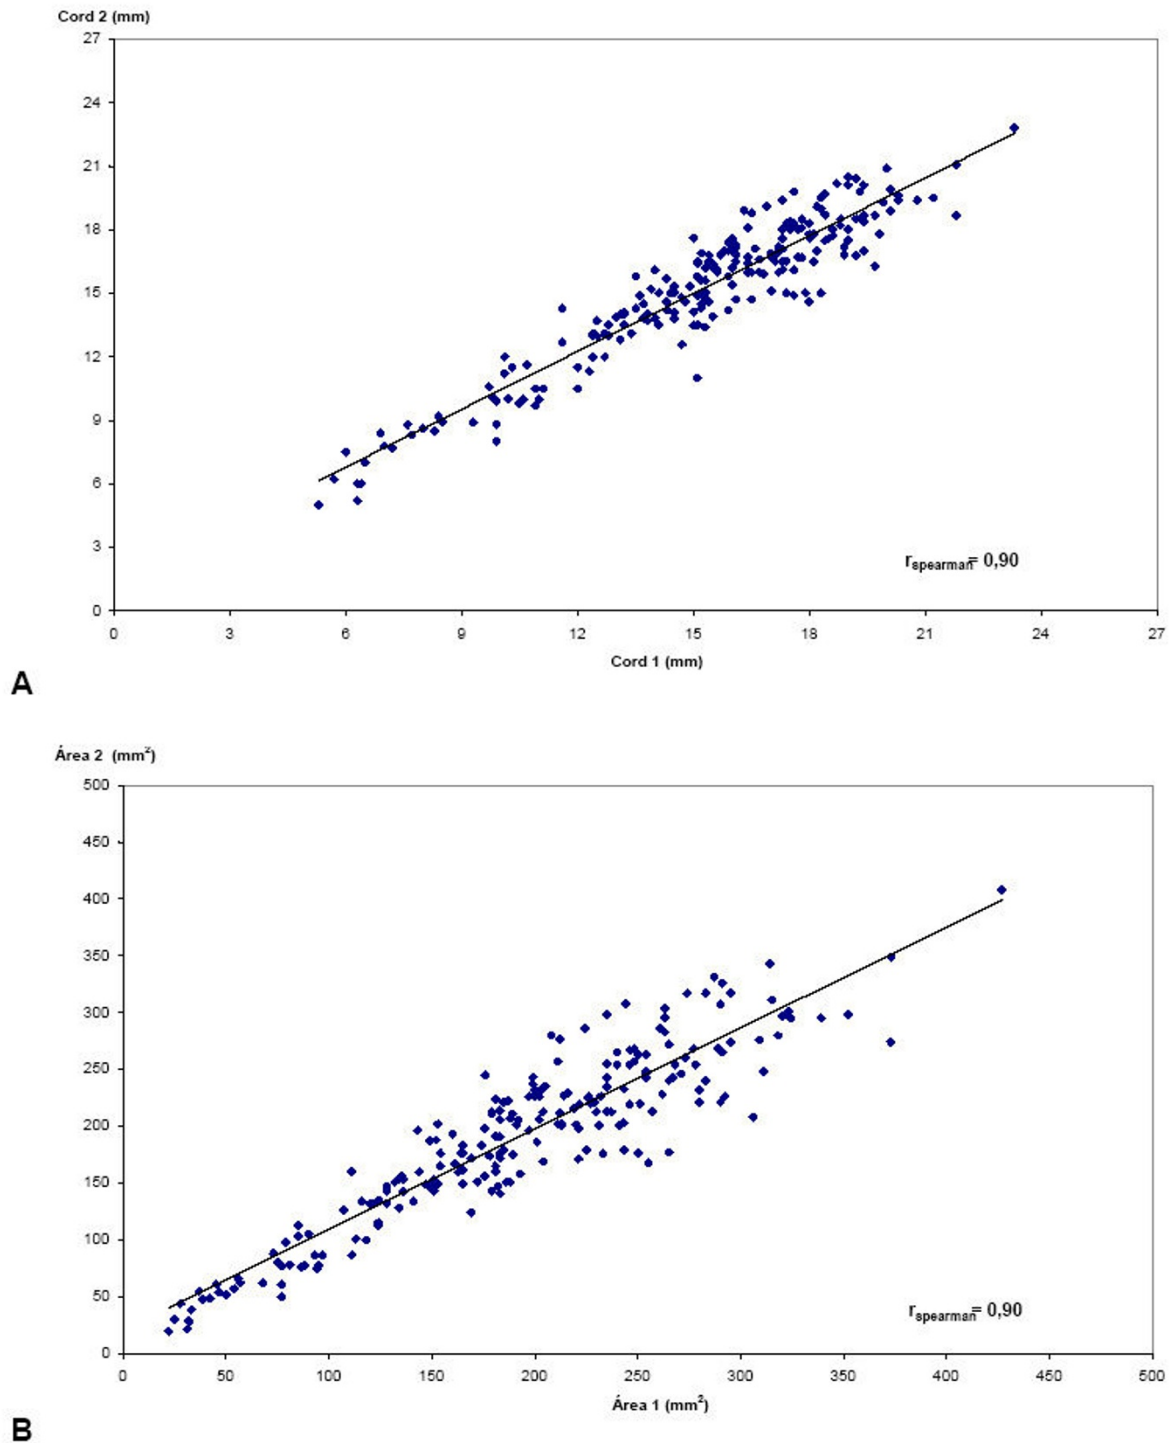 Cord 2 (mm)
27
24
21
18
15
12
9
6
3
0
r spearman = 0,90
0 3 6 9 12 15 18 21 24 27
Cord 1 (mm)
A
Área 2 (mm²)
500
450
400
350
300
250
200
150
100
50
0
r spearman = 0,90
0 50 100 150 200 250 300 350 400 450 500
Área 1 (mm²)
B